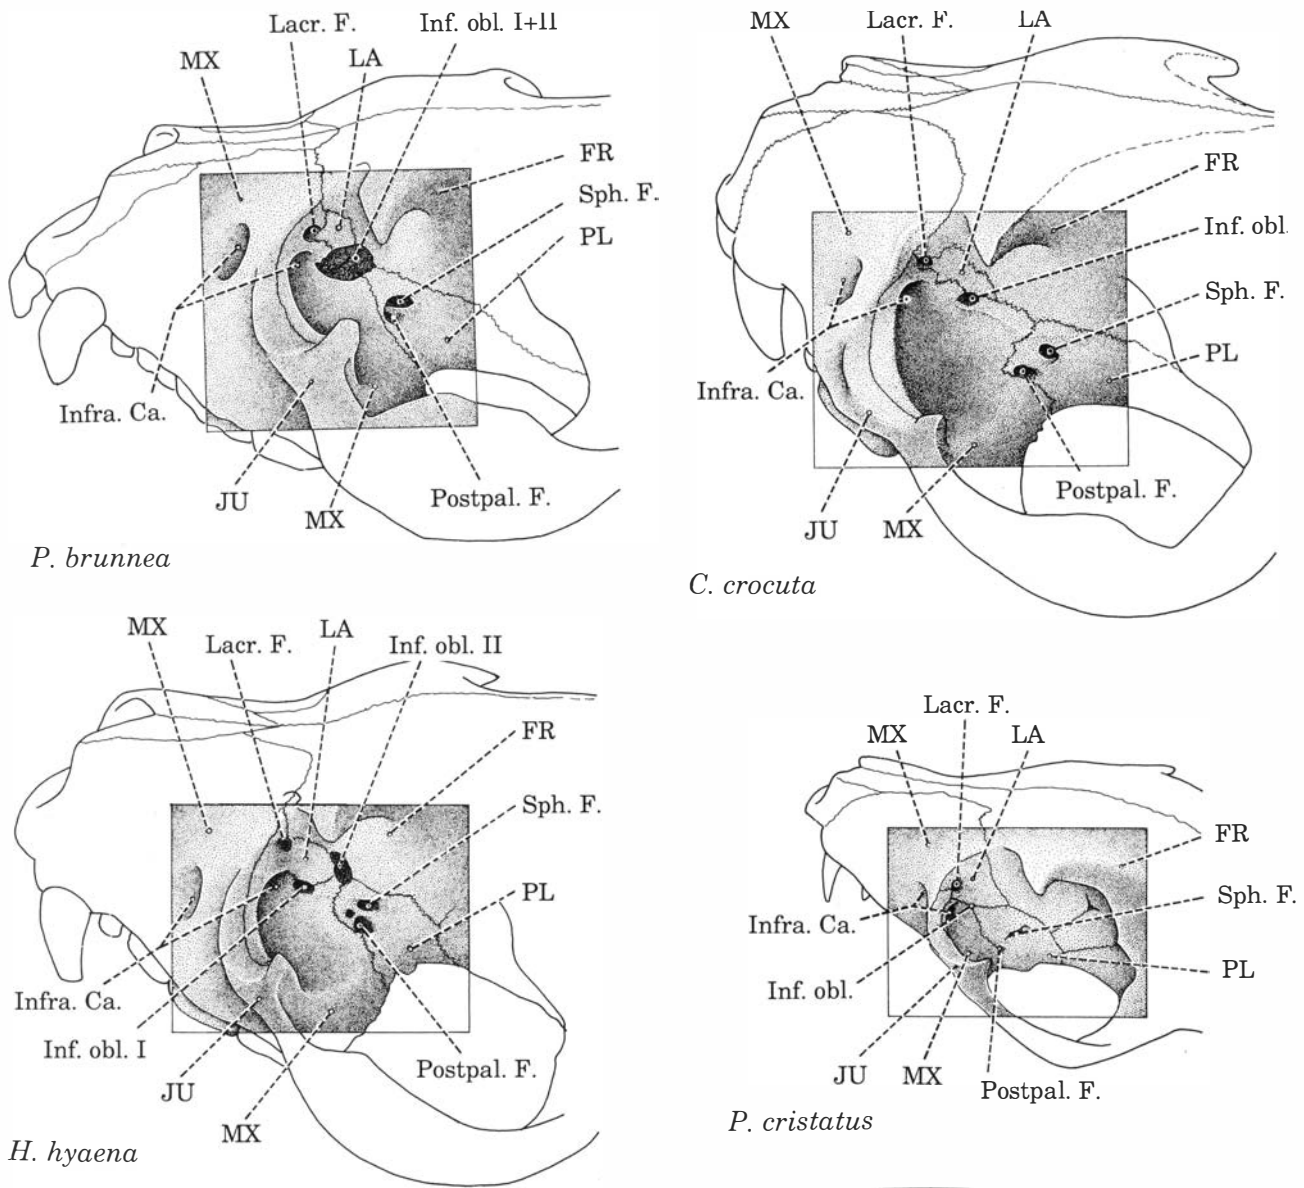 Lacr. F.
Inf. obl. I+II
MX
LA
FR
Sph. F.
PL
Infra. Ca.
JU
MX
Postpal. F.
P. brunnea
MX
Lacr. F.
LA
FR
Inf. obl.
Sph. F.
PL
Infra. Ca.
Postpal. F.
JU
MX
C. crocuta
MX
Lacr. F.
LA
Inf. obl. II
FR
Sph. F.
PL
Infra. Ca.
Inf. obl. I
JU
Postpal. F.
MX
H. hyaena
Lacr. F.
MX
LA
FR
Sph. F.
Infra. Ca.
PL
Inf. obl.
JU
MX
Postpal. F.
P. cristatus